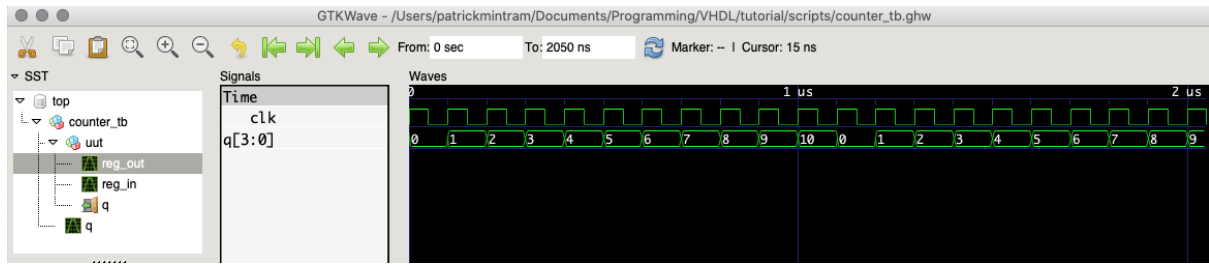 GTKWave - /Users/patrickmintram/Documents/Programming/VHDL/tutorial/scripts/counter_tb.ghw
From: 0 sec To: 2050 ns Marker: -- | Cursor: 15 ns
SST
top
counter_tb
uut
reg_out
reg_in
q
q
Signals
Time
clk
q[3:0]
Waves
0 1 us 2 us
0 1 2 3 4 5 6 7 8 9 10 0 1 2 3 4 5 6 7 8 9